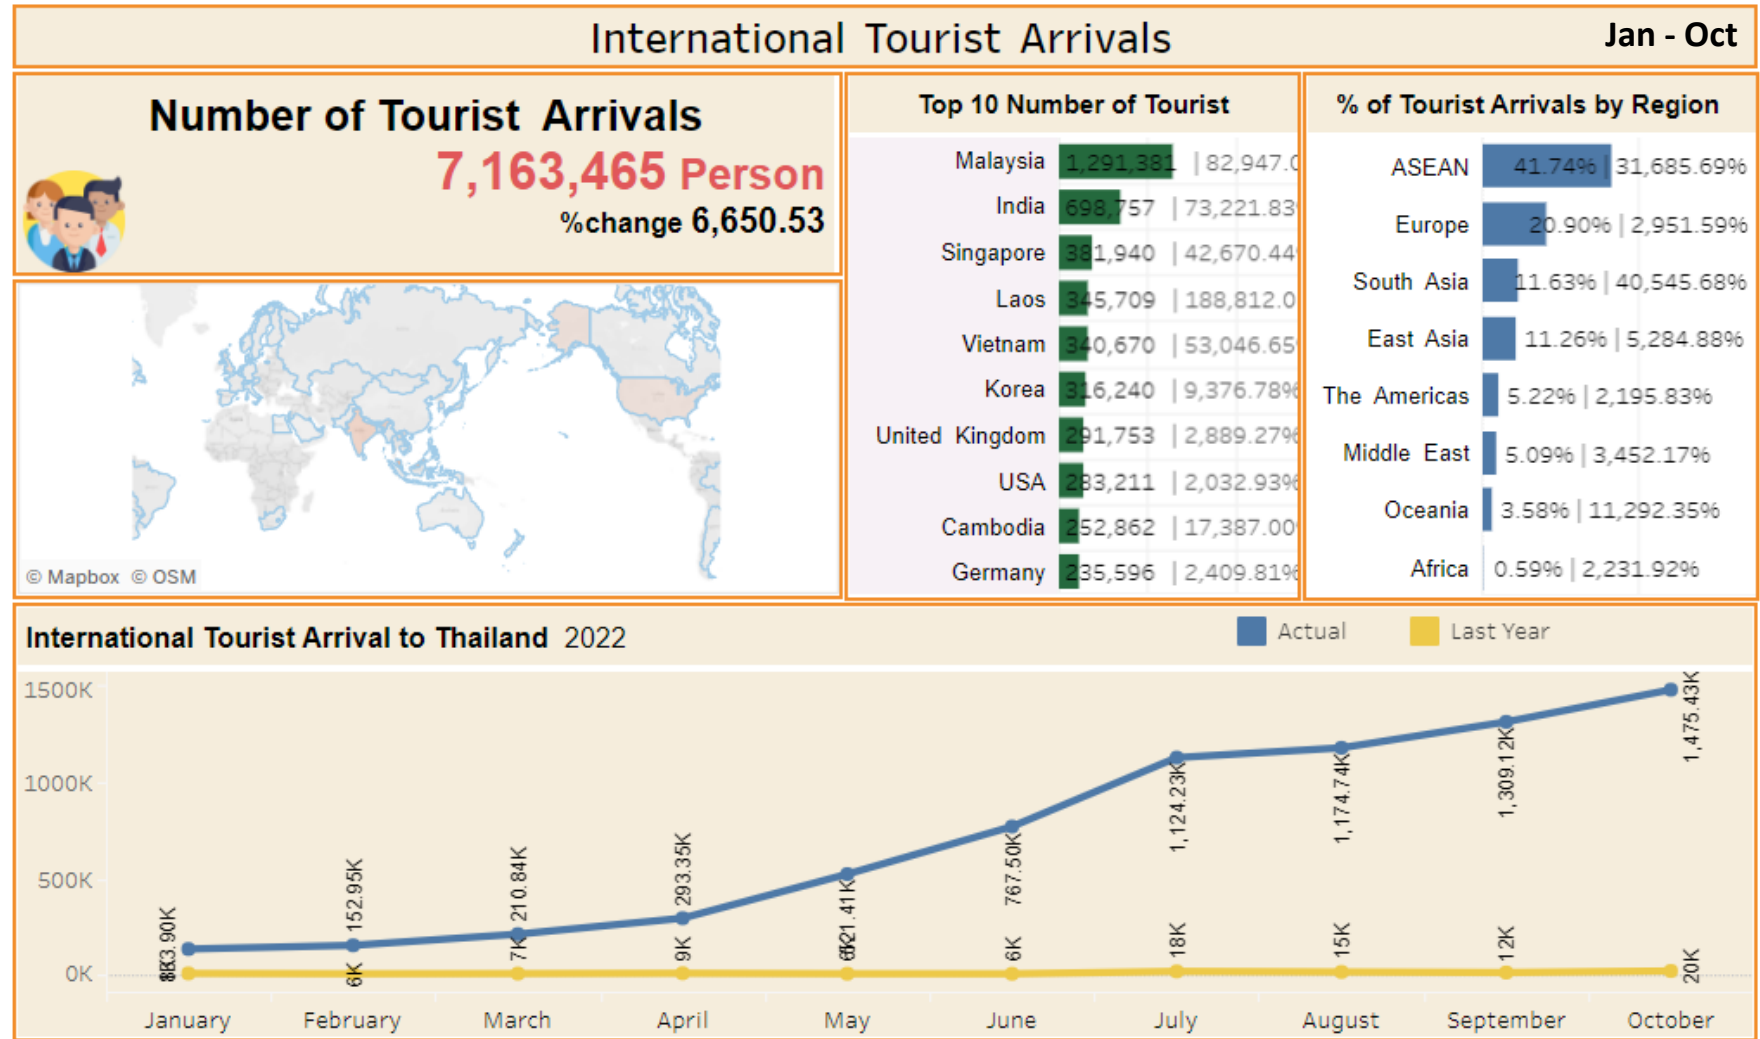 International Tourist Arrivals
Jan - Oct
Number of Tourist Arrivals
7,163,465 Person
%change 6,650.53
© Mapbox © OSM
Top 10 Number of Tourist
Malaysia 1,291,381 | 82,947.0
India 698,757 | 73,221.83
Singapore 381,940 | 42,670.44
Laos 345,709 | 188,812.0
Vietnam 340,670 | 53,046.65
Korea 316,240 | 9,376.78%
United Kingdom 291,753 | 2,889.27%
USA 283,211 | 2,032.93%
Cambodia 252,862 | 17,387.00
Germany 235,596 | 2,409.81%
% of Tourist Arrivals by Region
ASEAN 41.74% | 31,685.69%
Europe 20.90% | 2,951.59%
South Asia 11.63% | 40,545.68%
East Asia 11.26% | 5,284.88%
The Americas 5.22% | 2,195.83%
Middle East 5.09% | 3,452.17%
Oceania 3.58% | 11,292.35%
Africa 0.59% | 2,231.92%
International Tourist Arrival to Thailand 2022
Actual
Last Year
1500K
1000K
500K
0K
152.95K
210.84K
293.35K
521.41K
767.50K
1,124.23K
1,174.74K
1,309.12K
1,475.43K
6K
7K
9K
6K
18K
15K
12K
20K
January February March April May June July August September October